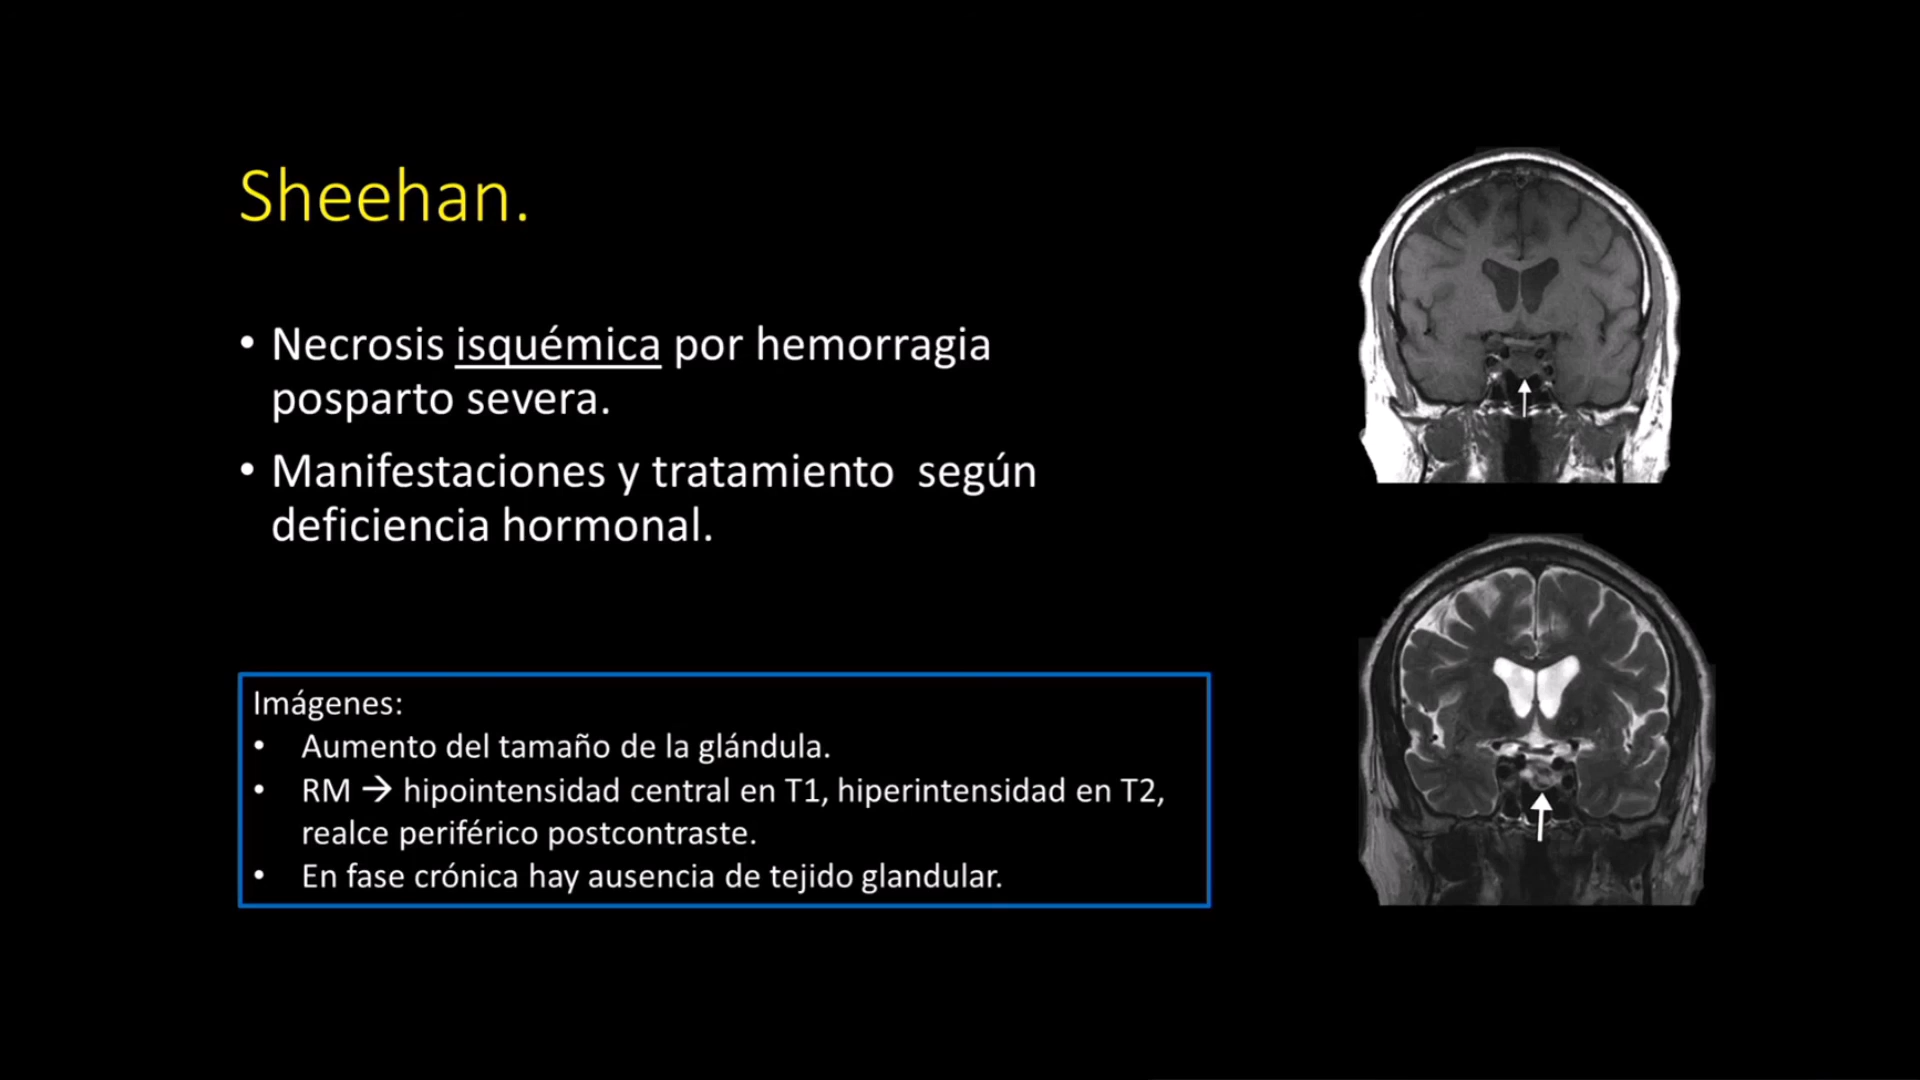 Sheehan.
• Necrosis isquémica por hemorragia
posparto severa.
• Manifestaciones y tratamiento  según
deficiencia hormonal.
Imágenes:
• Aumento del tamaño de la glándula.
• RM → hipointensidad central en T1, hiperintensidad en T2,
realce periférico postcontraste.
• En fase crónica hay ausencia de tejido glandular.